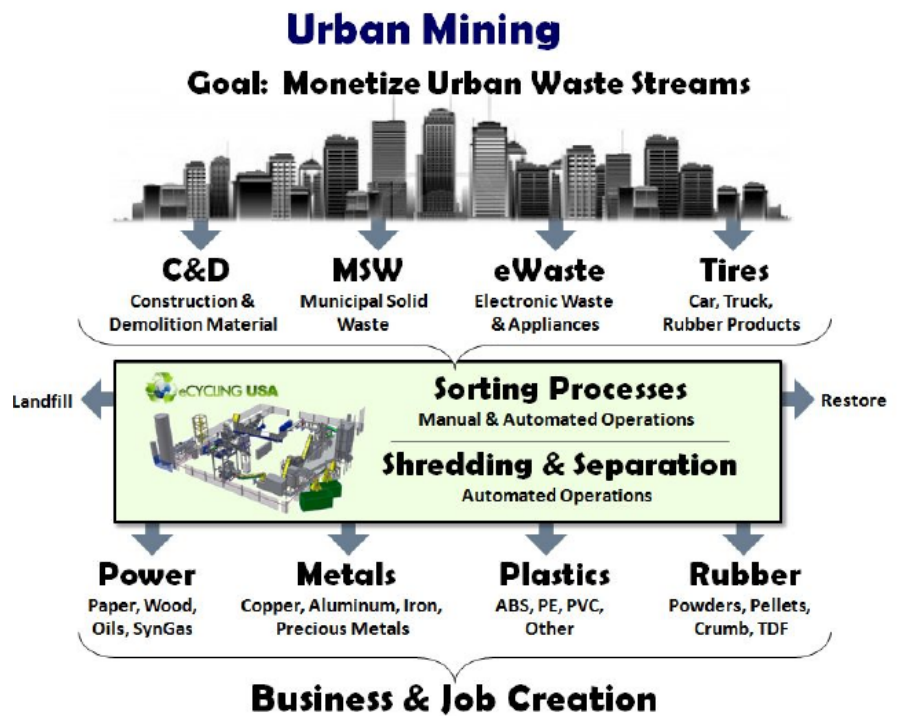 Urban Mining
Goal: Monetize Urban Waste Streams
C&D
Construction &
Demolition Material
MSW
Municipal Solid
Waste
eWaste
Electronic Waste
& Appliances
Tires
Car, Truck,
Rubber Products
Landfill
eCYCLING USA
Sorting Processes
Manual & Automated Operations
Shredding & Separation
Automated Operations
Restore
Power
Paper, Wood,
Oils, SynGas
Metals
Copper, Aluminum, Iron,
Precious Metals
Plastics
ABS, PE, PVC,
Other
Rubber
Powders, Pellets,
Crumb, TDF
Business & Job Creation